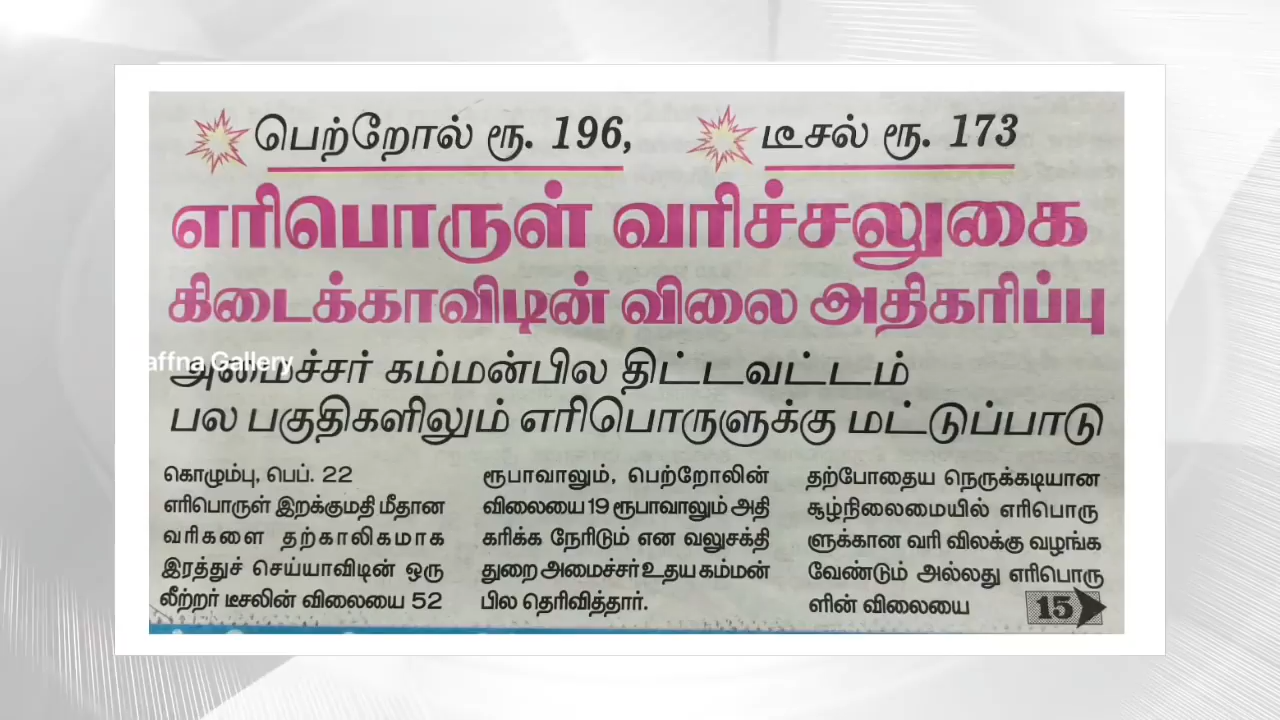 பெற்றோல் ரூ. 196, டீசல் ரூ. 173
எரிபொருள் வரிச்சலுகை
கிடைக்காவிடின் விலை அதிகரிப்பு
affna Gallery
அமைச்சர் கம்மன்பில திட்டவட்டம்
பல பகுதிகளிலும் எரிபொருளுக்கு மட்டுப்பாடு
கொழும்பு, பெப். 22
எரிபொருள் இறக்குமதி மீதான
வரிகளை தற்காலிகமாக
இரத்துச் செய்யாவிடின் ஒரு
லீற்றர் டீசலின் விலையை 52
ரூபாவாலும், பெற்றோலின்
விலையை 19 ரூபாவாலும் அதி
கரிக்க நேரிடும் என வலுசக்தி
துறை அமைச்சர் உதய கம்மன்
பில தெரிவித்தார்.
தற்போதைய நெருக்கடியான
சூழ்நிலைமையில் எரிபொரு
ளுக்கான வரி விலக்கு வழங்க
வேண்டும் அல்லது எரிபொரு
ளின் விலையை 15